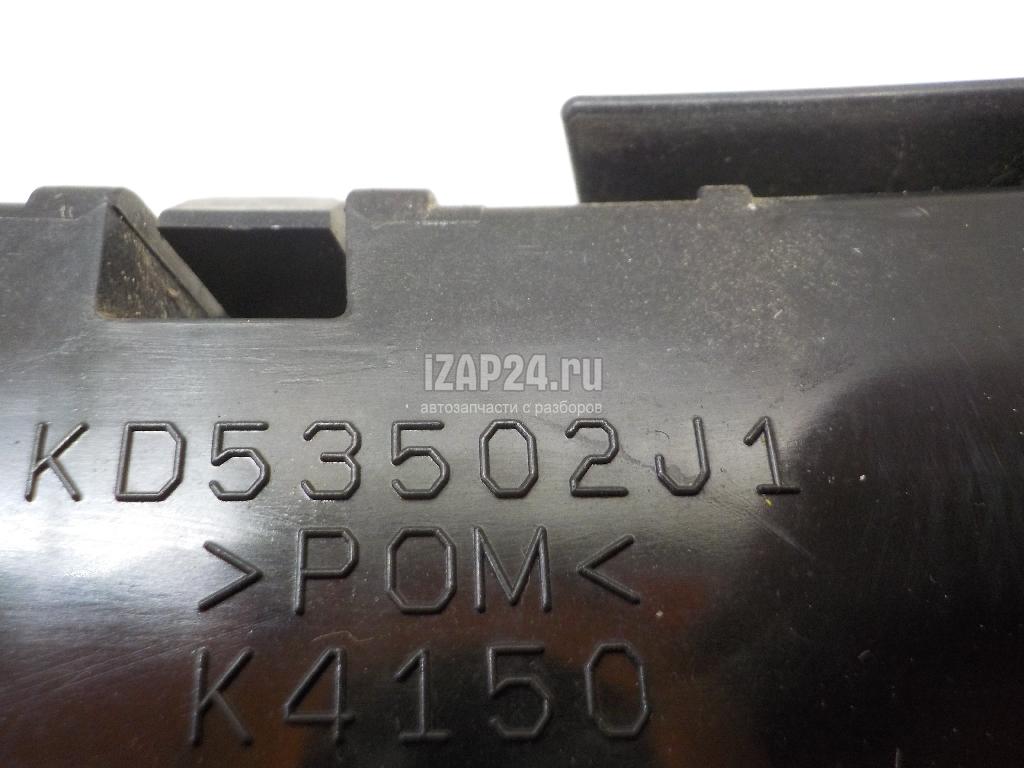 iZAP24.ru
автозапчасти с разборов
KD53502J1
>POM<
K4150